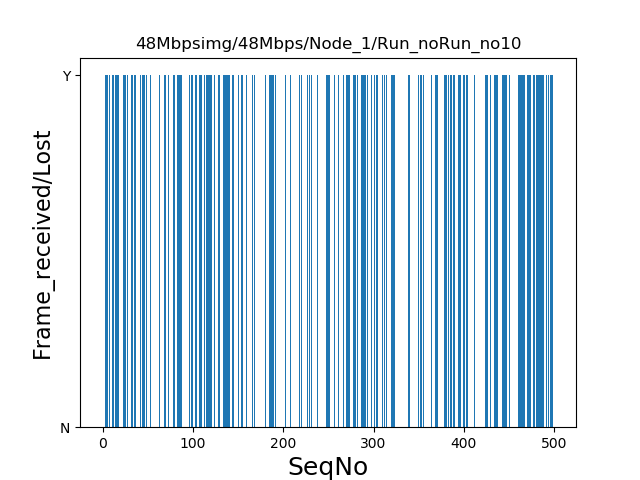 48Mbpsimg/48Mbps/Node_1/Run_noRun_no10
Y
Frame_received/Lost
N
0 100 200 300 400 500
SeqNo